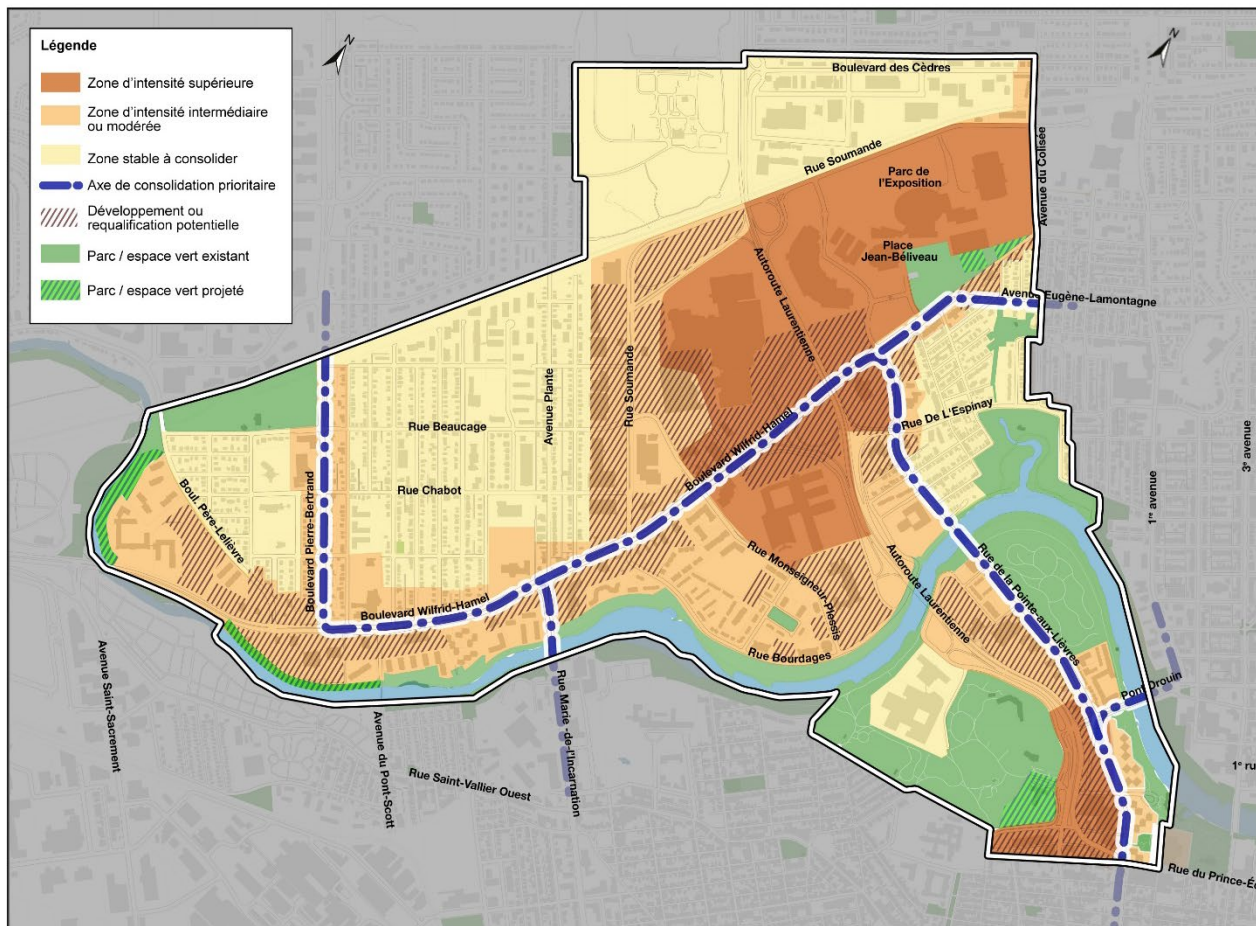 Légende
Zone d'intensité supérieure
Zone d'intensité intermédiaire
ou modérée
Zone stable à consolider
Axe de consolidation prioritaire
Développement ou
requalification potentielle
Parc / espace vert existant
Parc / espace vert projeté
N
N
Boulevard des Cèdres
Rue Soumande
Parc de
l'Exposition
Avenue du Colisée
Place
Jean-Béliveau
Autoroute Laurentienne
Avenue Eugène-Lamontagne
Avenue Plante
Rue Soumande
Rue Beaucage
Rue De L'Espinay
Boulevard Wilfrid-Hamel
3e avenue
Rue Chabot
1re avenue
Boul. Père-Lelièvre
Boulevard Pierre-Bertrand
Rue Monseigneur-Plessis
Autoroute Laurentienne
Rue de la Pointe-aux-Lièvres
Boulevard Wilfrid-Hamel
Rue Bourdages
Pont Drouin
Avenue Saint-Sacrement
Avenue du Pont-Scott
Rue Marie -de-l'Incarnation
Rue Saint-Vallier Ouest
1e ru
Rue du Prince-Éd